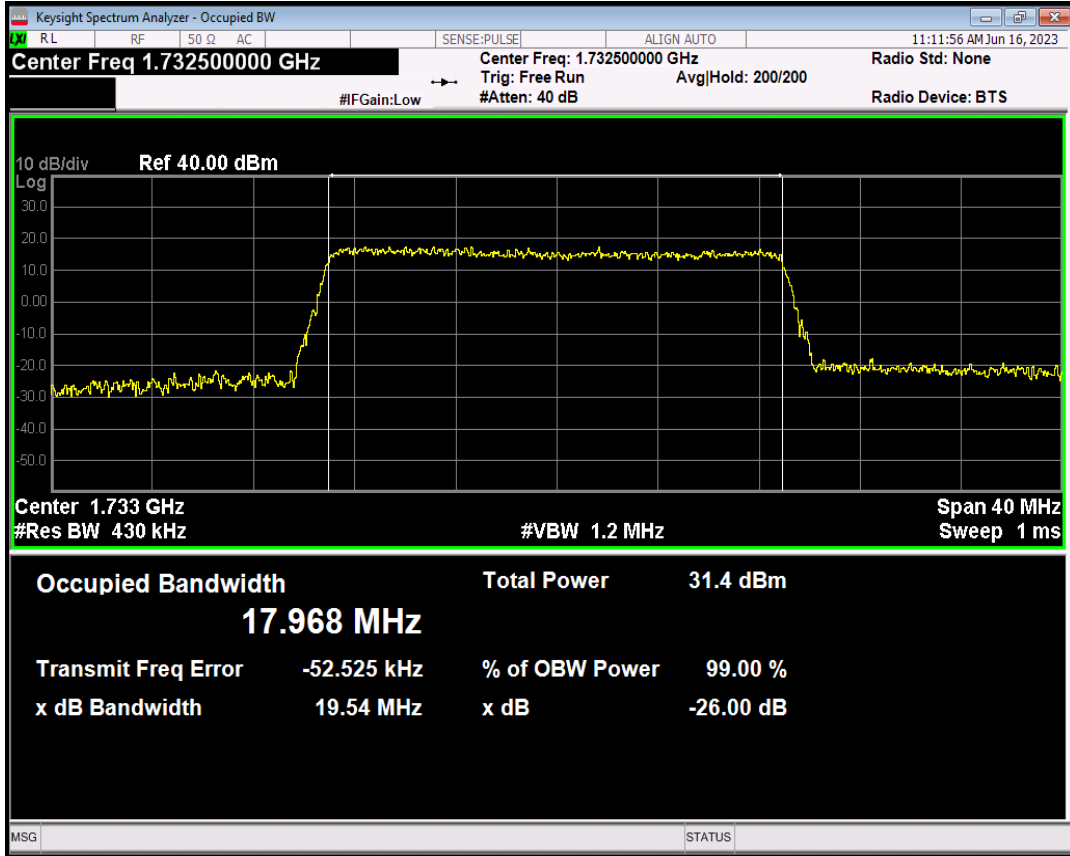 Keysight Spectrum Analyzer - Occupied BW
LXI RL RF 50 Ω AC SENSE:PULSE ALIGN AUTO 11:11:56 AM Jun 16, 2023
Center Freq 1.732500000 GHz
Center Freq: 1.732500000 GHz
Radio Std: None
Trig: Free Run Avg|Hold: 200/200
#IFGain:Low #Atten: 40 dB Radio Device: BTS
10 dB/div Ref 40.00 dBm
Log
30.0
20.0
10.0
0.00
-10.0
-20.0
-30.0
-40.0
-50.0
Center 1.733 GHz Span 40 MHz
#Res BW 430 kHz #VBW 1.2 MHz Sweep 1 ms
Occupied Bandwidth Total Power 31.4 dBm
17.968 MHz
Transmit Freq Error -52.525 kHz % of OBW Power 99.00 %
x dB Bandwidth 19.54 MHz x dB -26.00 dB
MSG STATUS